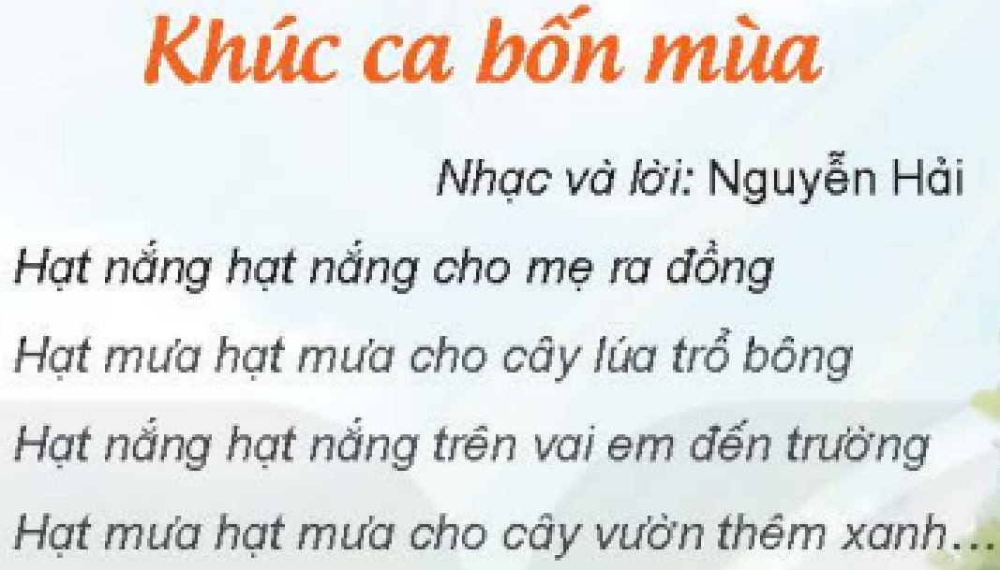 Khúc ca bốn mùa
Nhạc và lời: Nguyễn Hải
Hạt nắng hạt nắng cho mẹ ra đồng
Hạt mưa hạt mưa cho cây lúa trổ bông
Hạt nắng hạt nắng trên vai em đến trường
Hạt mưa hạt mưa cho cây vườn thêm xanh...